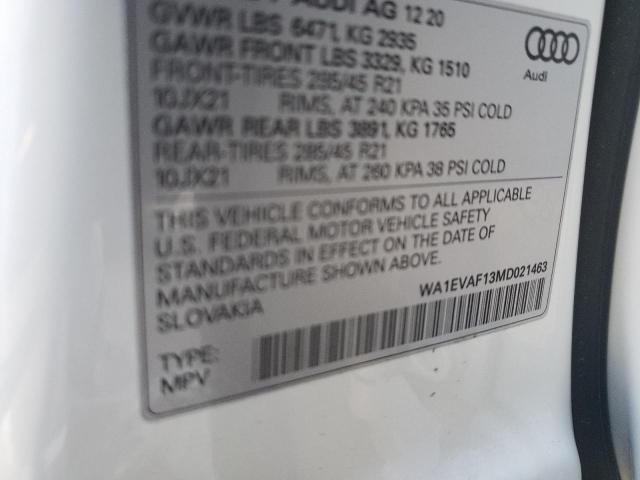 AUDI AG 12 20
GVWR LBS 6471, KG 2935
GAWR FRONT LBS 3329, KG 1510
FRONT-TIRES 285/45 R21
10JX21 RIMS, AT 240 KPA 35 PSI COLD
GAWR REAR LBS 3891, KG 1765
REAR-TIRES 285/45 R21
10JX21 RIMS, AT 260 KPA 38 PSI COLD
Audi
THIS VEHICLE CONFORMS TO ALL APPLICABLE
U.S. FEDERAL MOTOR VEHICLE SAFETY
STANDARDS IN EFFECT ON THE DATE OF
MANUFACTURE SHOWN ABOVE.
SLOVAKIA
WA1EVAF13MD021463
TYPE:
MPV